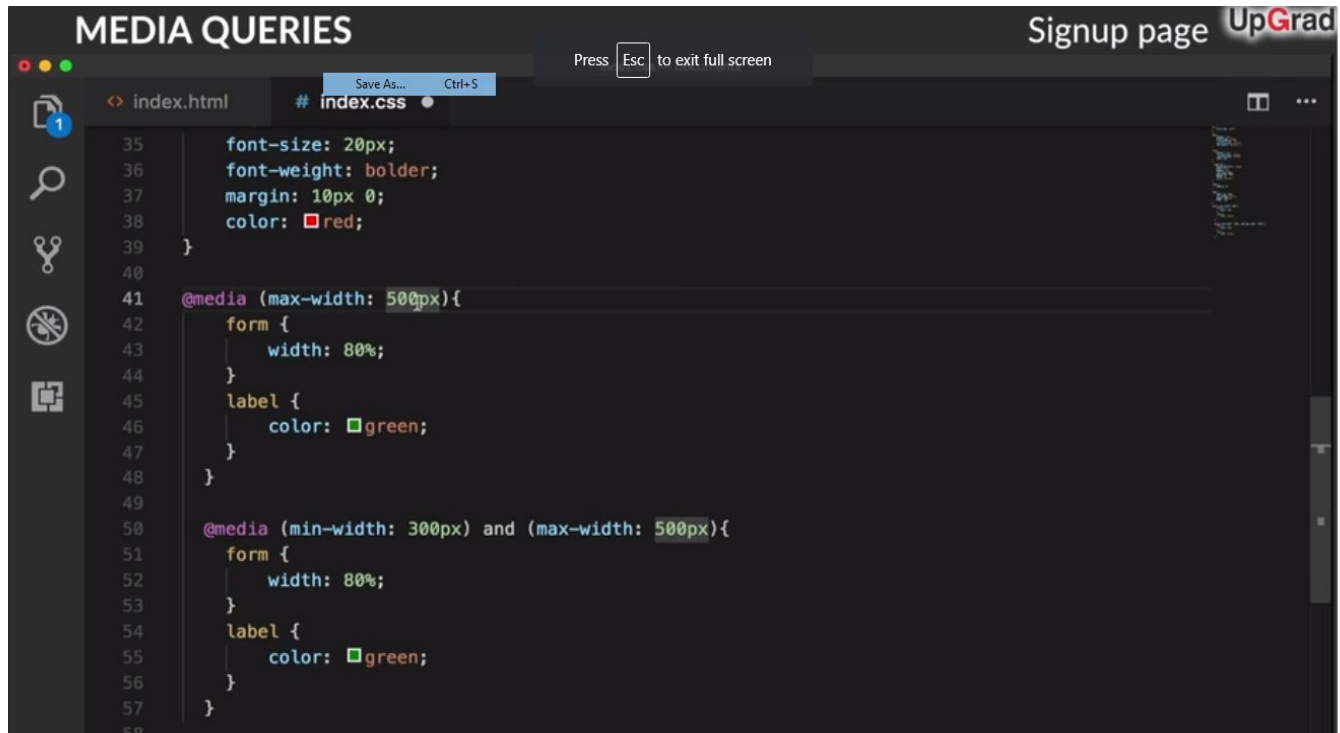 MEDIA QUERIES
Signup page
UpGrad
Press Esc to exit full screen
Save As... Ctrl+S
1
<> index.html
# index.css ●
35 font-size: 20px;
36 font-weight: bolder;
37 margin: 10px 0;
38 color: red;
39 }
40
41 @media (max-width: 500px){
42 form {
43 width: 80%;
44 }
45 label {
46 color: green;
47 }
48 }
49
50 @media (min-width: 300px) and (max-width: 500px){
51 form {
52 width: 80%;
53 }
54 label {
55 color: green;
56 }
57 }